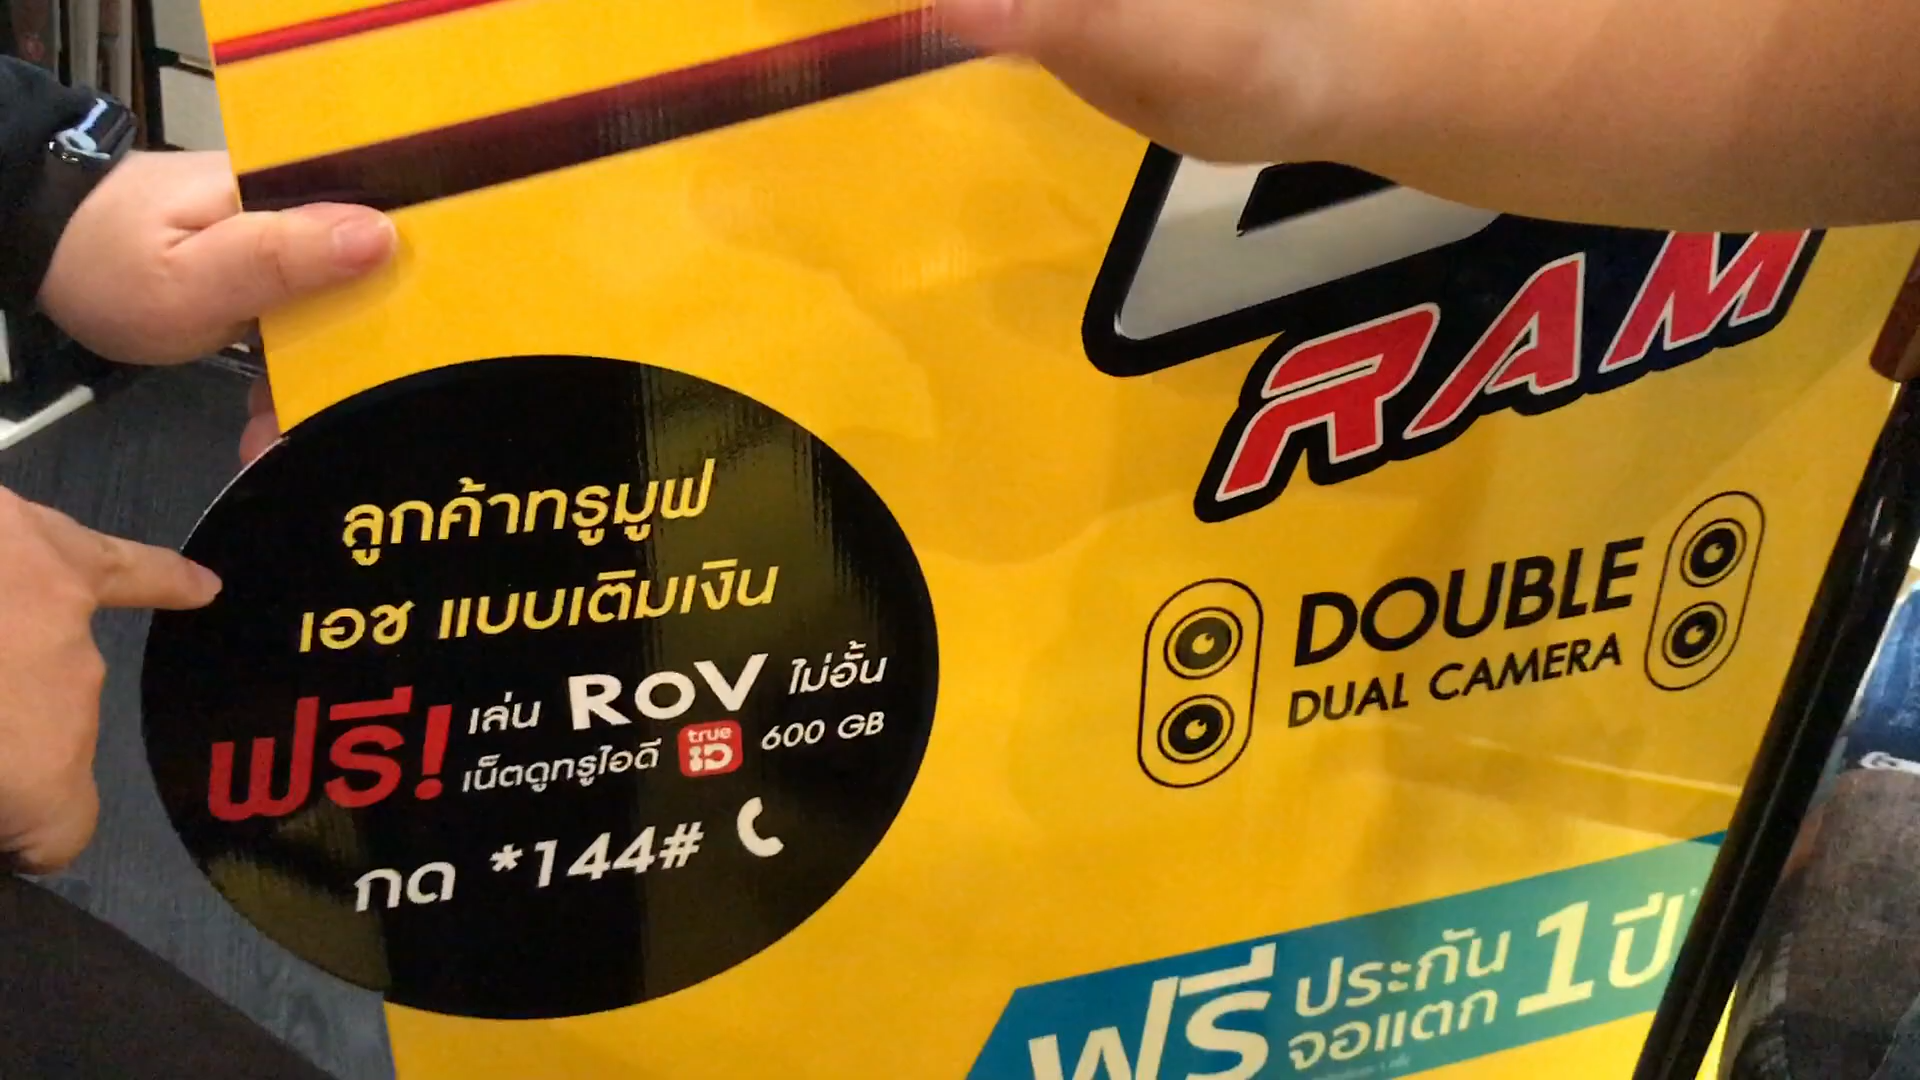 RAM
DOUBLE
DUAL CAMERA
ลูกค้าทรูมูฟ
เอช แบบเติมเงิน
ฟรี! เล่น RoV ไม่อั้น
เน็ตดูทรูไอดี true iD 600 GB
กด *144#
ฟรี ประกัน
จอแตก 1 ปี